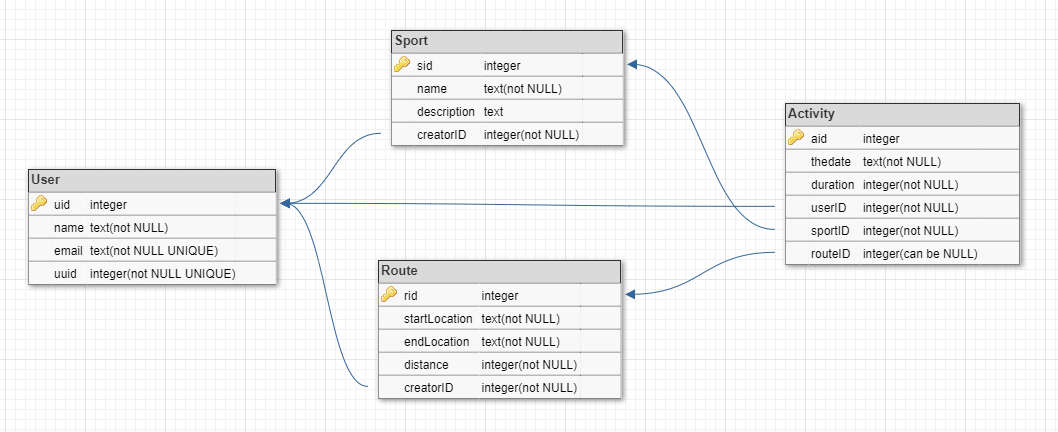 Sport
sid integer
name text(not NULL)
description text
creatorID integer(not NULL)
Activity
aid integer
thedate text(not NULL)
duration integer(not NULL)
userID integer(not NULL)
sportID integer(not NULL)
routeID integer(can be NULL)
User
uid integer
name text(not NULL)
email text(not NULL UNIQUE)
uuid integer(not NULL UNIQUE)
Route
rid integer
startLocation text(not NULL)
endLocation text(not NULL)
distance integer(not NULL)
creatorID integer(not NULL)